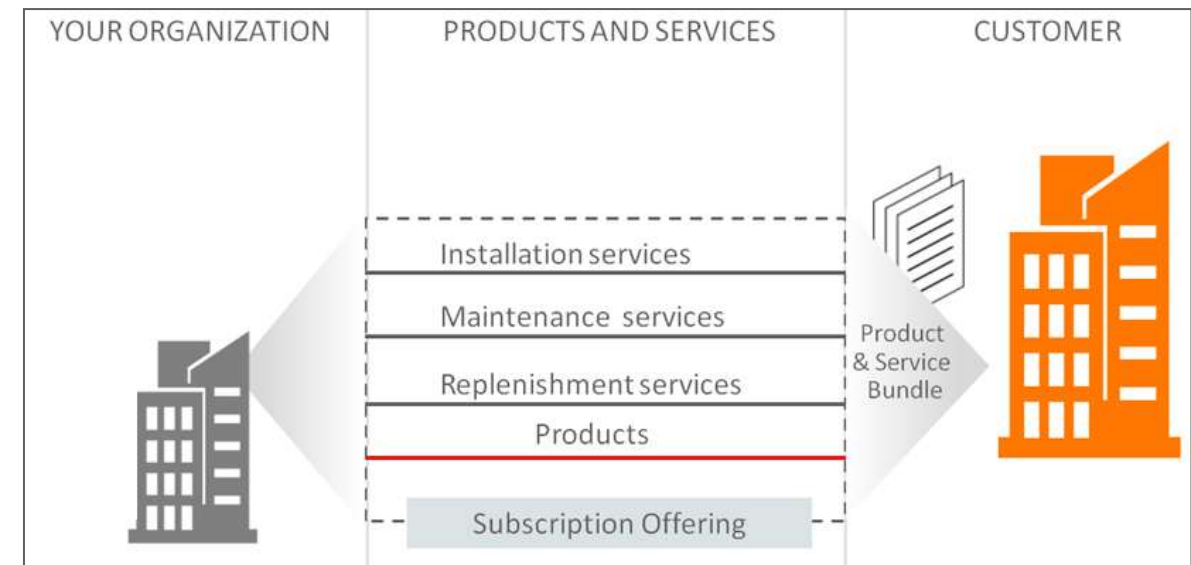 YOUR ORGANIZATION
PRODUCTS AND SERVICES
CUSTOMER
Installation services
Maintenance services
Replenishment services
Products
Subscription Offering
Product
& Service
Bundle